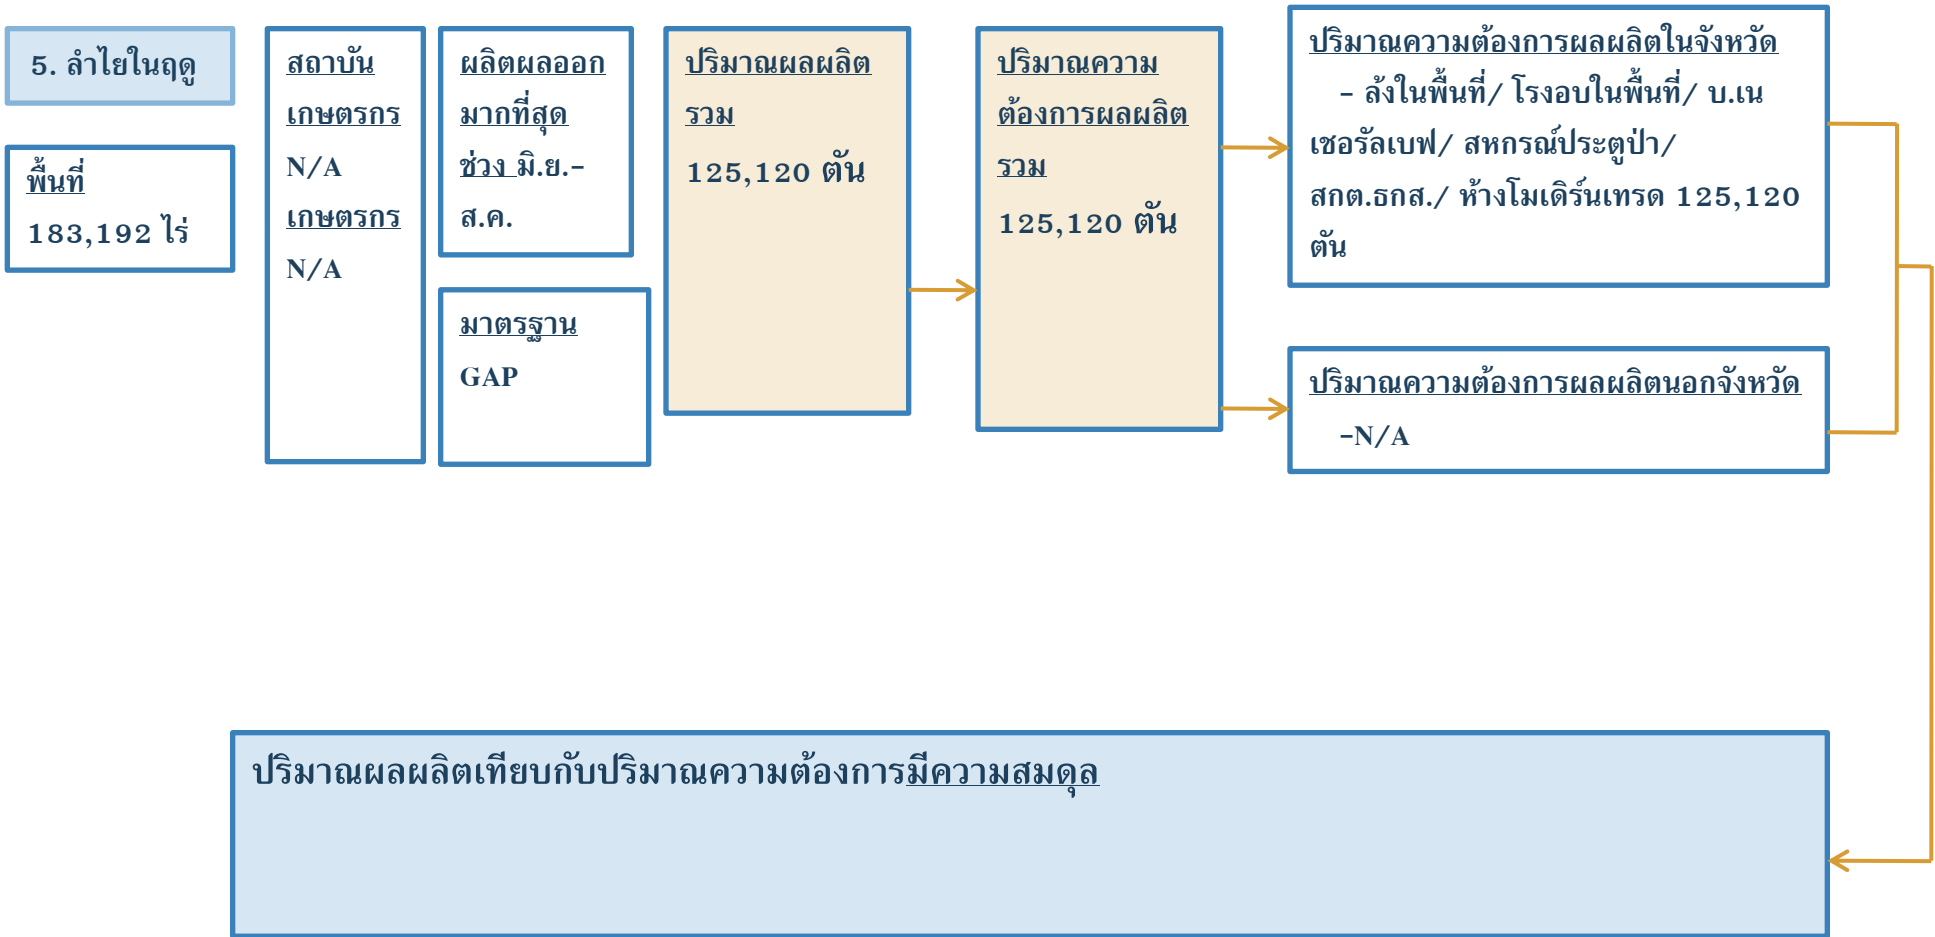 5. ลำไยในฤดู
พื้นที่
183,192 ไร่
สถาบัน
เกษตรกร
N/A
เกษตรกร
N/A
ผลิตผลออก
มากที่สุด
ช่วง มิ.ย.-
ส.ค.
มาตรฐาน
GAP
ปริมาณผลผลิต
รวม
125,120 ตัน
ปริมาณความ
ต้องการผลผลิต
รวม
125,120 ตัน
ปริมาณความต้องการผลผลิตในจังหวัด
- ล้งในพื้นที่/ โรงอบในพื้นที่/ บ.เน
เชอรัลเบฟ/ สหกรณ์ประตูป่า/
สกต.ธกส./ ห้างโมเดิร์นเทรด 125,120
ตัน
ปริมาณความต้องการผลผลิตนอกจังหวัด
-N/A
ปริมาณผลผลิตเทียบกับปริมาณความต้องการมีความสมดุล